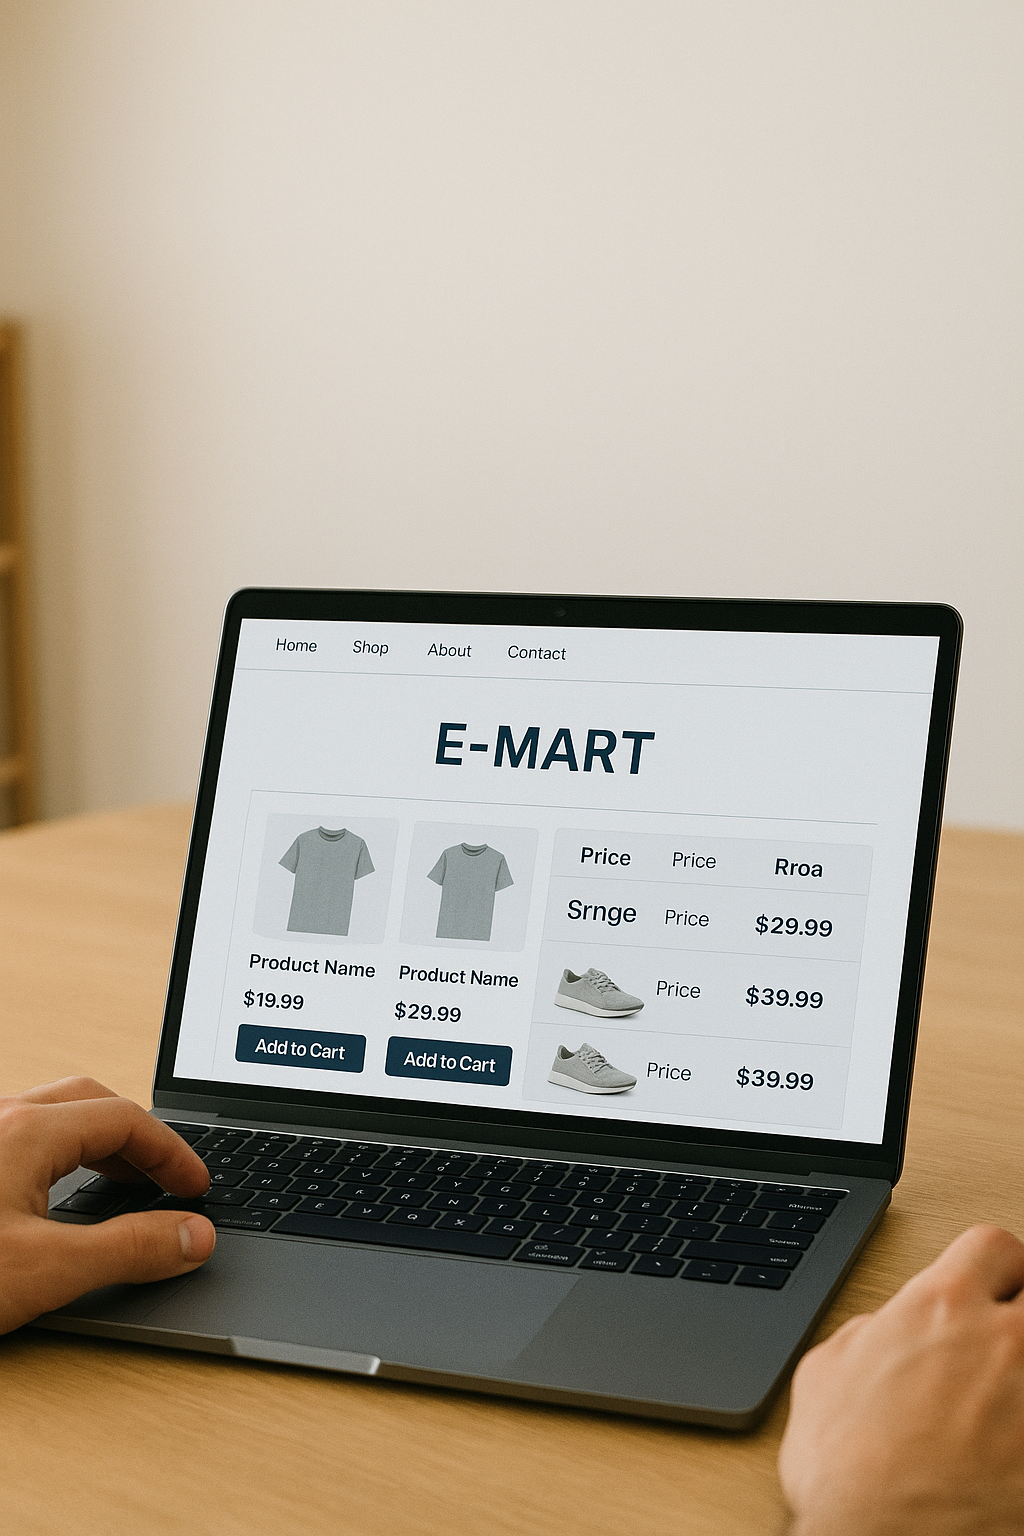 Home Shop About Contact
E-MART
Product Name
$19.99
Add to Cart
Product Name
$29.99
Add to Cart
Price Price Rroa
Srnge Price $29.99
Price $39.99
Price $39.99